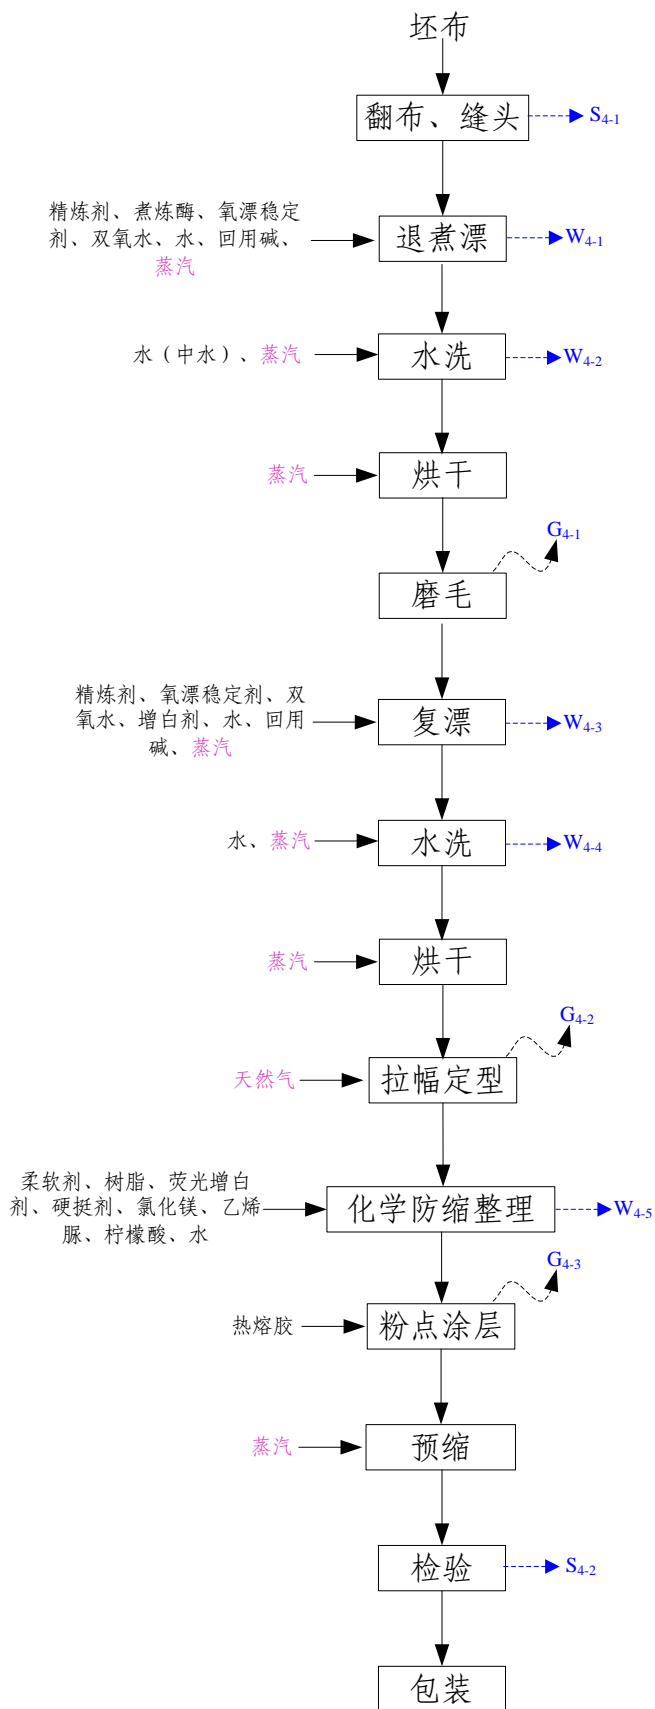 坯布
翻布、缝头
S4-1
精炼剂、煮炼酶、氧漂稳定
剂、双氧水、水、回用碱、
蒸汽
退煮漂
W4-1
水（中水）、蒸汽
水洗
W4-2
蒸汽
烘干
G4-1
磨毛
精炼剂、氧漂稳定剂、双
氧水、增白剂、水、回用
碱、蒸汽
复漂
W4-3
水、蒸汽
水洗
W4-4
蒸汽
烘干
G4-2
天然气
拉幅定型
柔软剂、树脂、荧光增白
剂、硬挺剂、氯化镁、乙烯
脲、柠檬酸、水
化学防缩整理
W4-5
G4-3
热熔胶
粉点涂层
蒸汽
预缩
检验
S4-2
包装